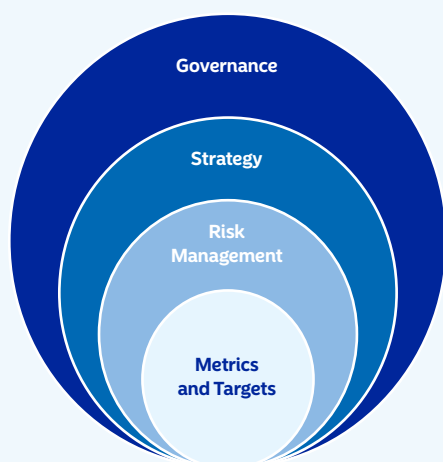 Governance
Strategy
Risk
Management
Metrics
and Targets